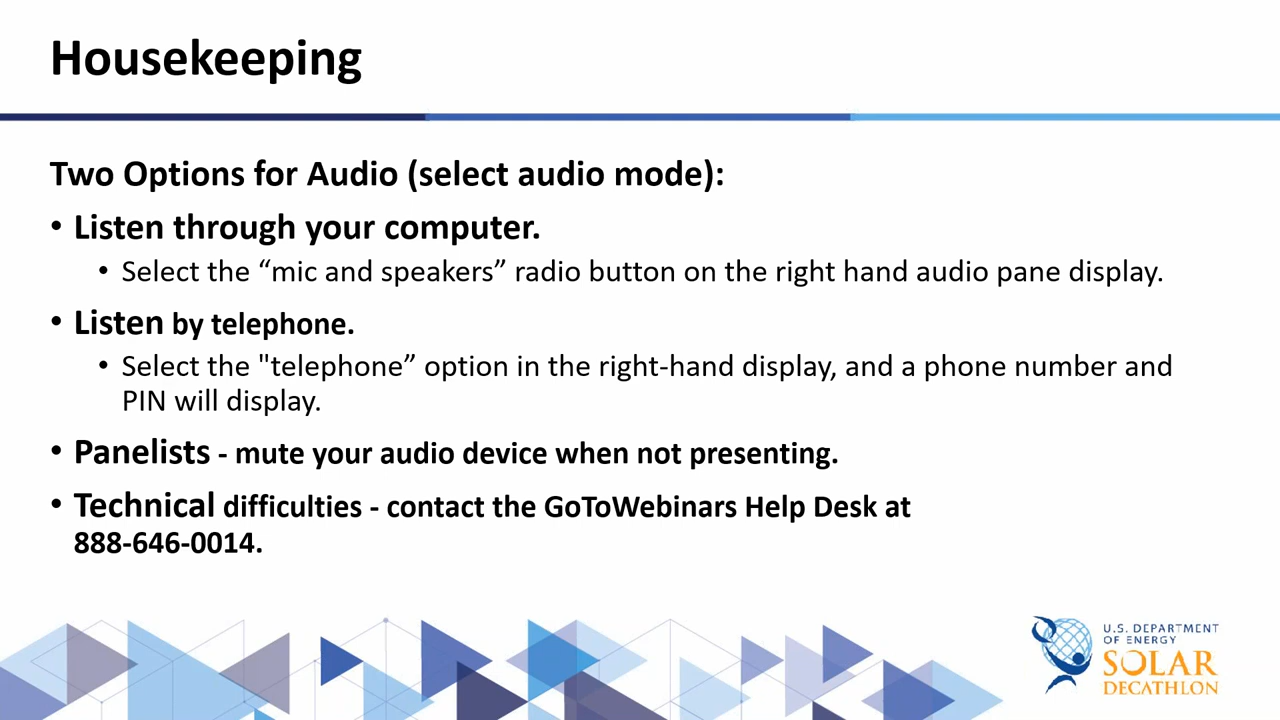 Housekeeping
Two Options for Audio (select audio mode):
• Listen through your computer.
• Select the “mic and speakers” radio button on the right hand audio pane display.
• Listen by telephone.
• Select the "telephone” option in the right-hand display, and a phone number and
PIN will display.
• Panelists - mute your audio device when not presenting.
• Technical difficulties - contact the GoToWebinars Help Desk at
888-646-0014.
U.S. DEPARTMENT
OF ENERGY
SOLAR
DECATHLON